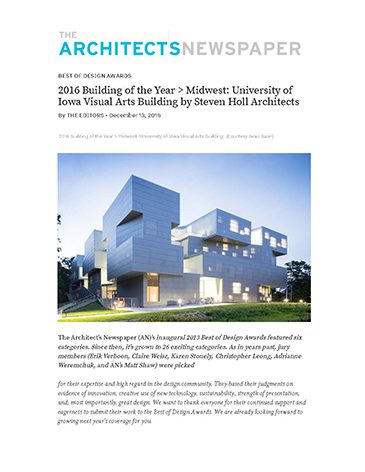 THE
ARCHITECTSNEWSPAPER
BEST OF DESIGN AWARDS
2016 Building of the Year > Midwest: University of
Iowa Visual Arts Building by Steven Holl Architects
By THE EDITORS • December 13, 2016
2016 Building of the Year > Midwest: University of Iowa Visual Arts Building. (Courtesy Iwan Baan)
The Architect's Newspaper (AN)'s inaugural 2013 Best of Design Awards featured six
categories. Since then, it's grown to 26 exciting categories. As in years past, jury
members (Erik Verboon, Claire Weisz, Karen Stonely, Christopher Leong, Adrianne
Weremchuk, and AN's Matt Shaw) were picked
for their expertise and high regard in the design community. They based their judgments on
evidence of innovation, creative use of new technology, sustainability, strength of presentation,
and, most importantly, great design. We want to thank everyone for their continued support and
eagerness to submit their work to the Best of Design Awards. We are already looking forward to
growing next year's coverage for you.